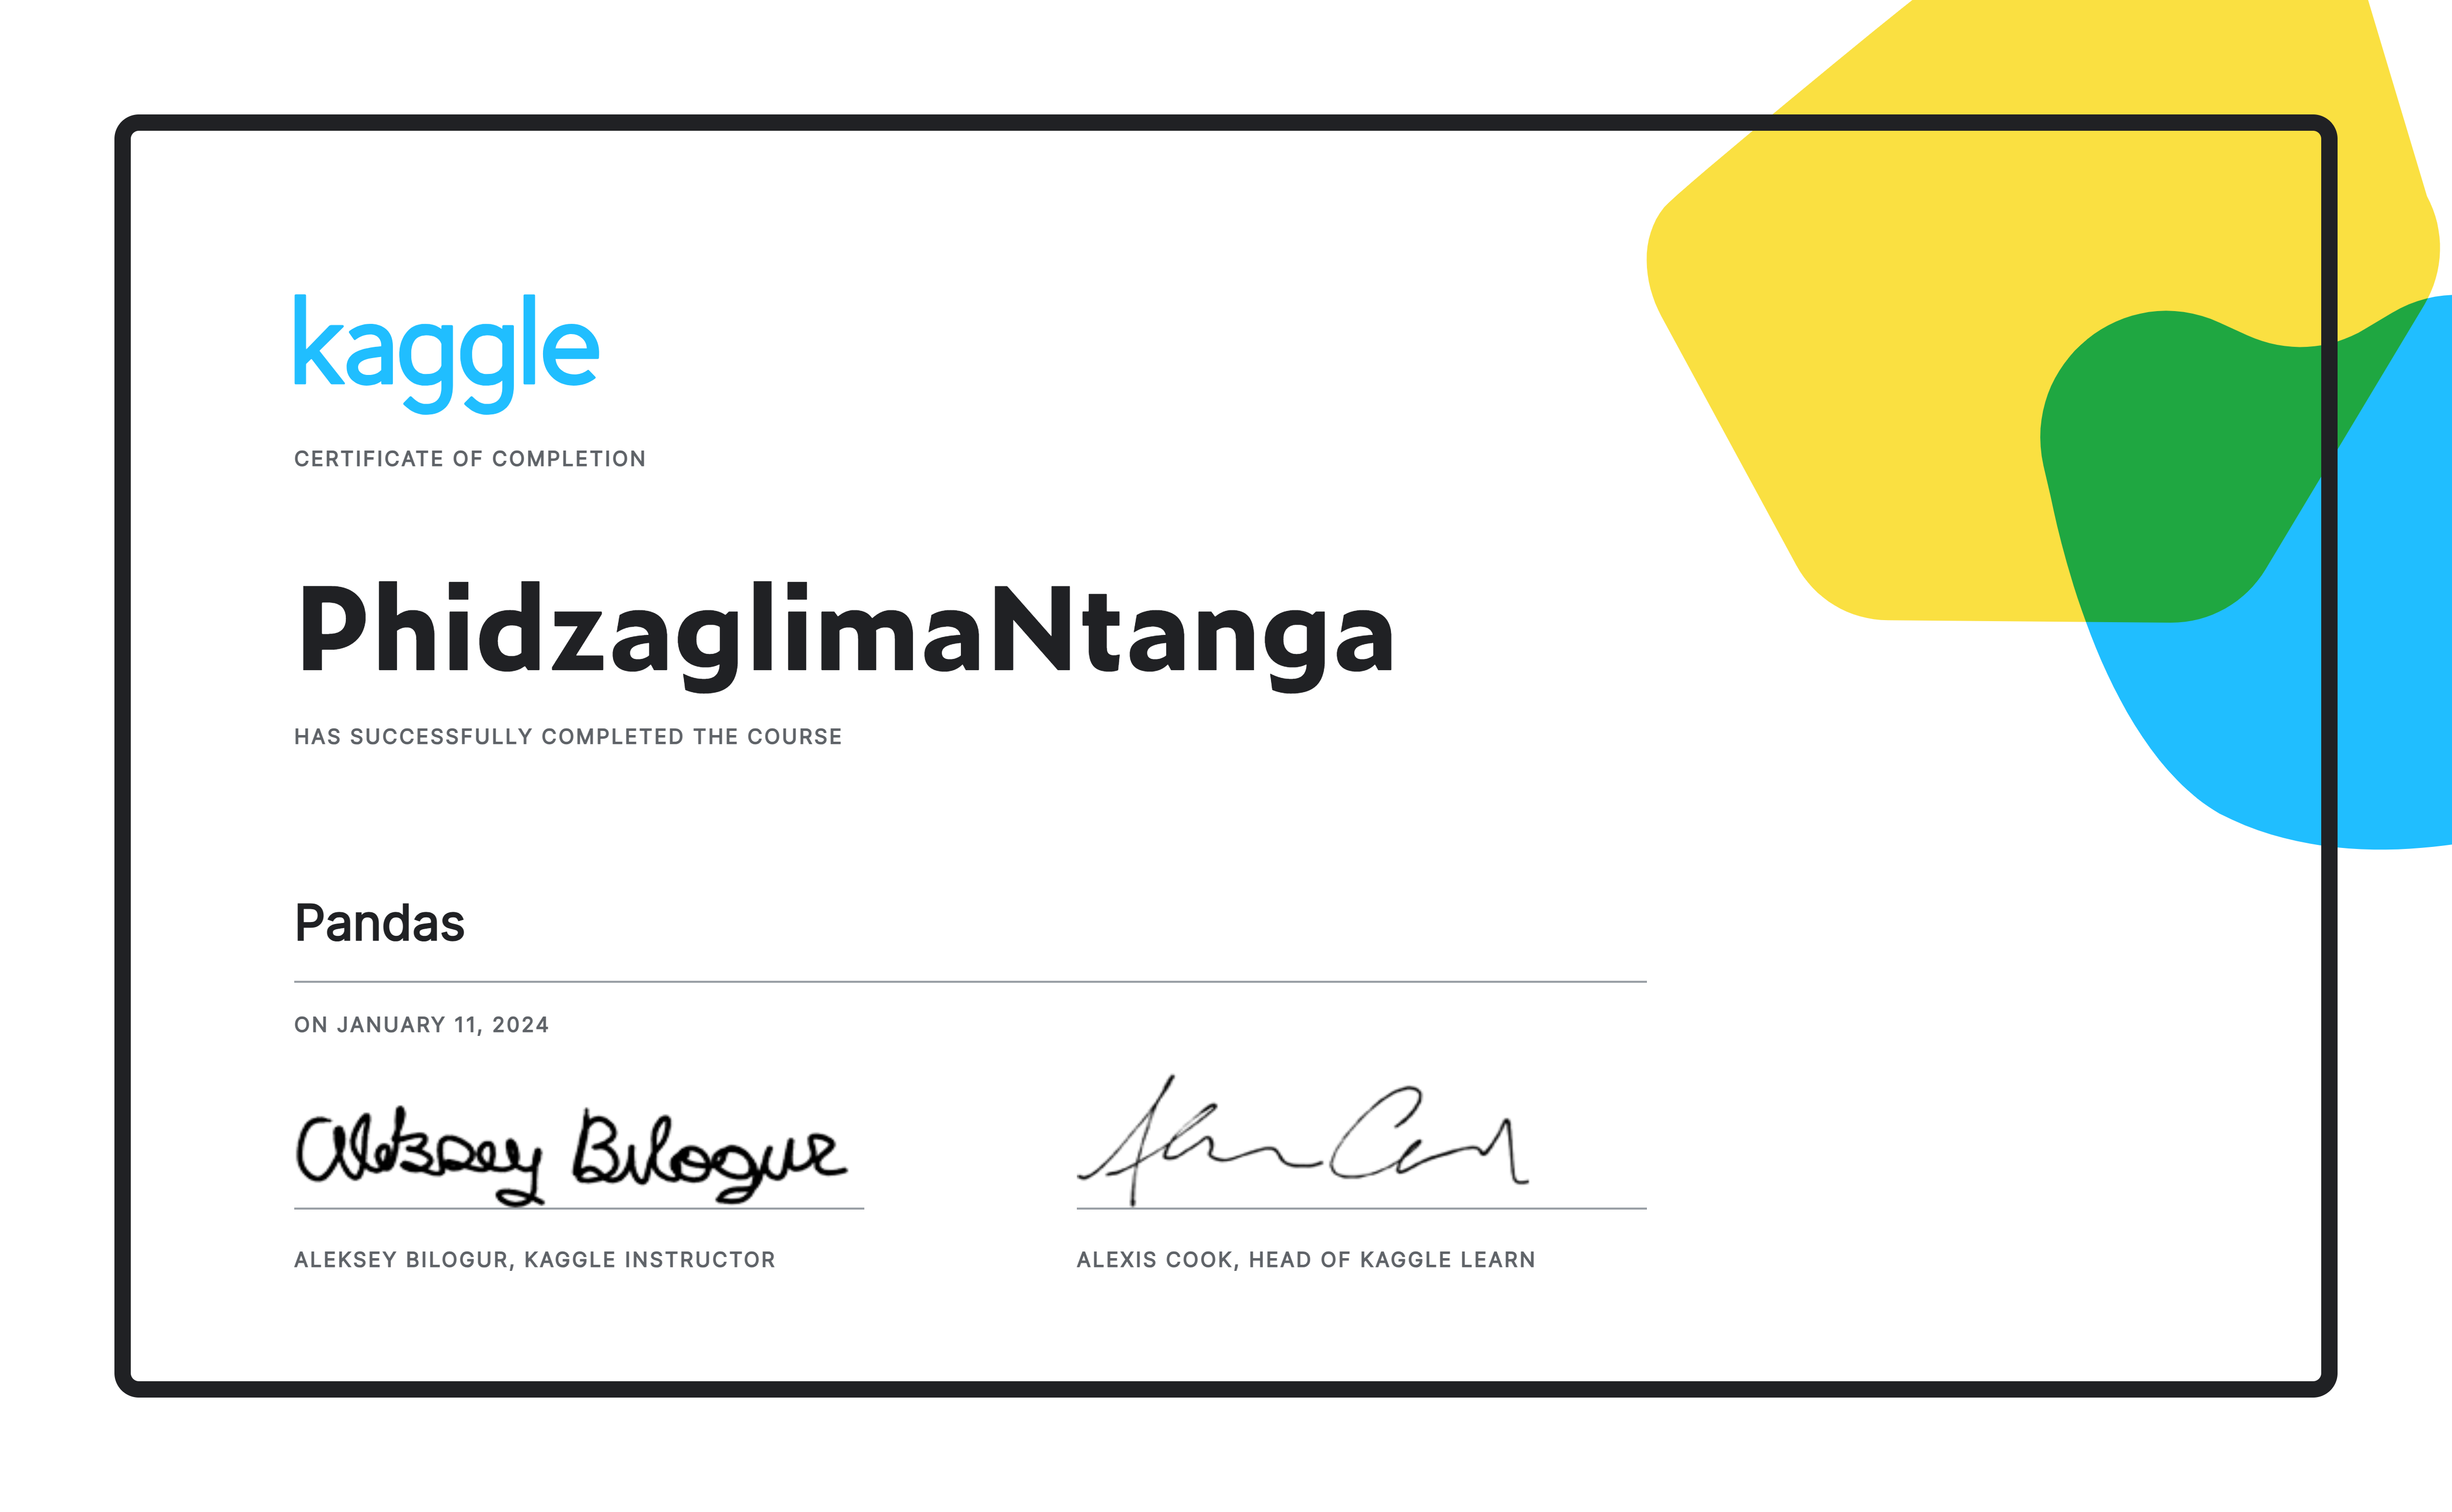 kaggle
CERTIFICATE OF COMPLETION
PhidzaglimaNtanga
HAS SUCCESSFULLY COMPLETED THE COURSE
Pandas
ON JANUARY 11, 2024
Aleksey Bilogur
ALEKSEY BILOGUR, KAGGLE INSTRUCTOR
ALEXIS COOK, HEAD OF KAGGLE LEARN